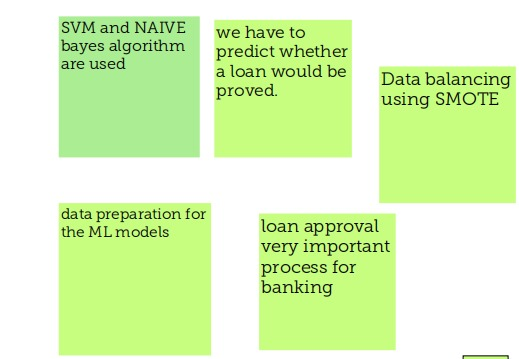 SVM and NAIVE
bayes algorithm
are used
we have to
predict whether
a loan would be
proved.
Data balancing
using SMOTE
data preparation for
the ML models
loan approval
very important
process for
banking